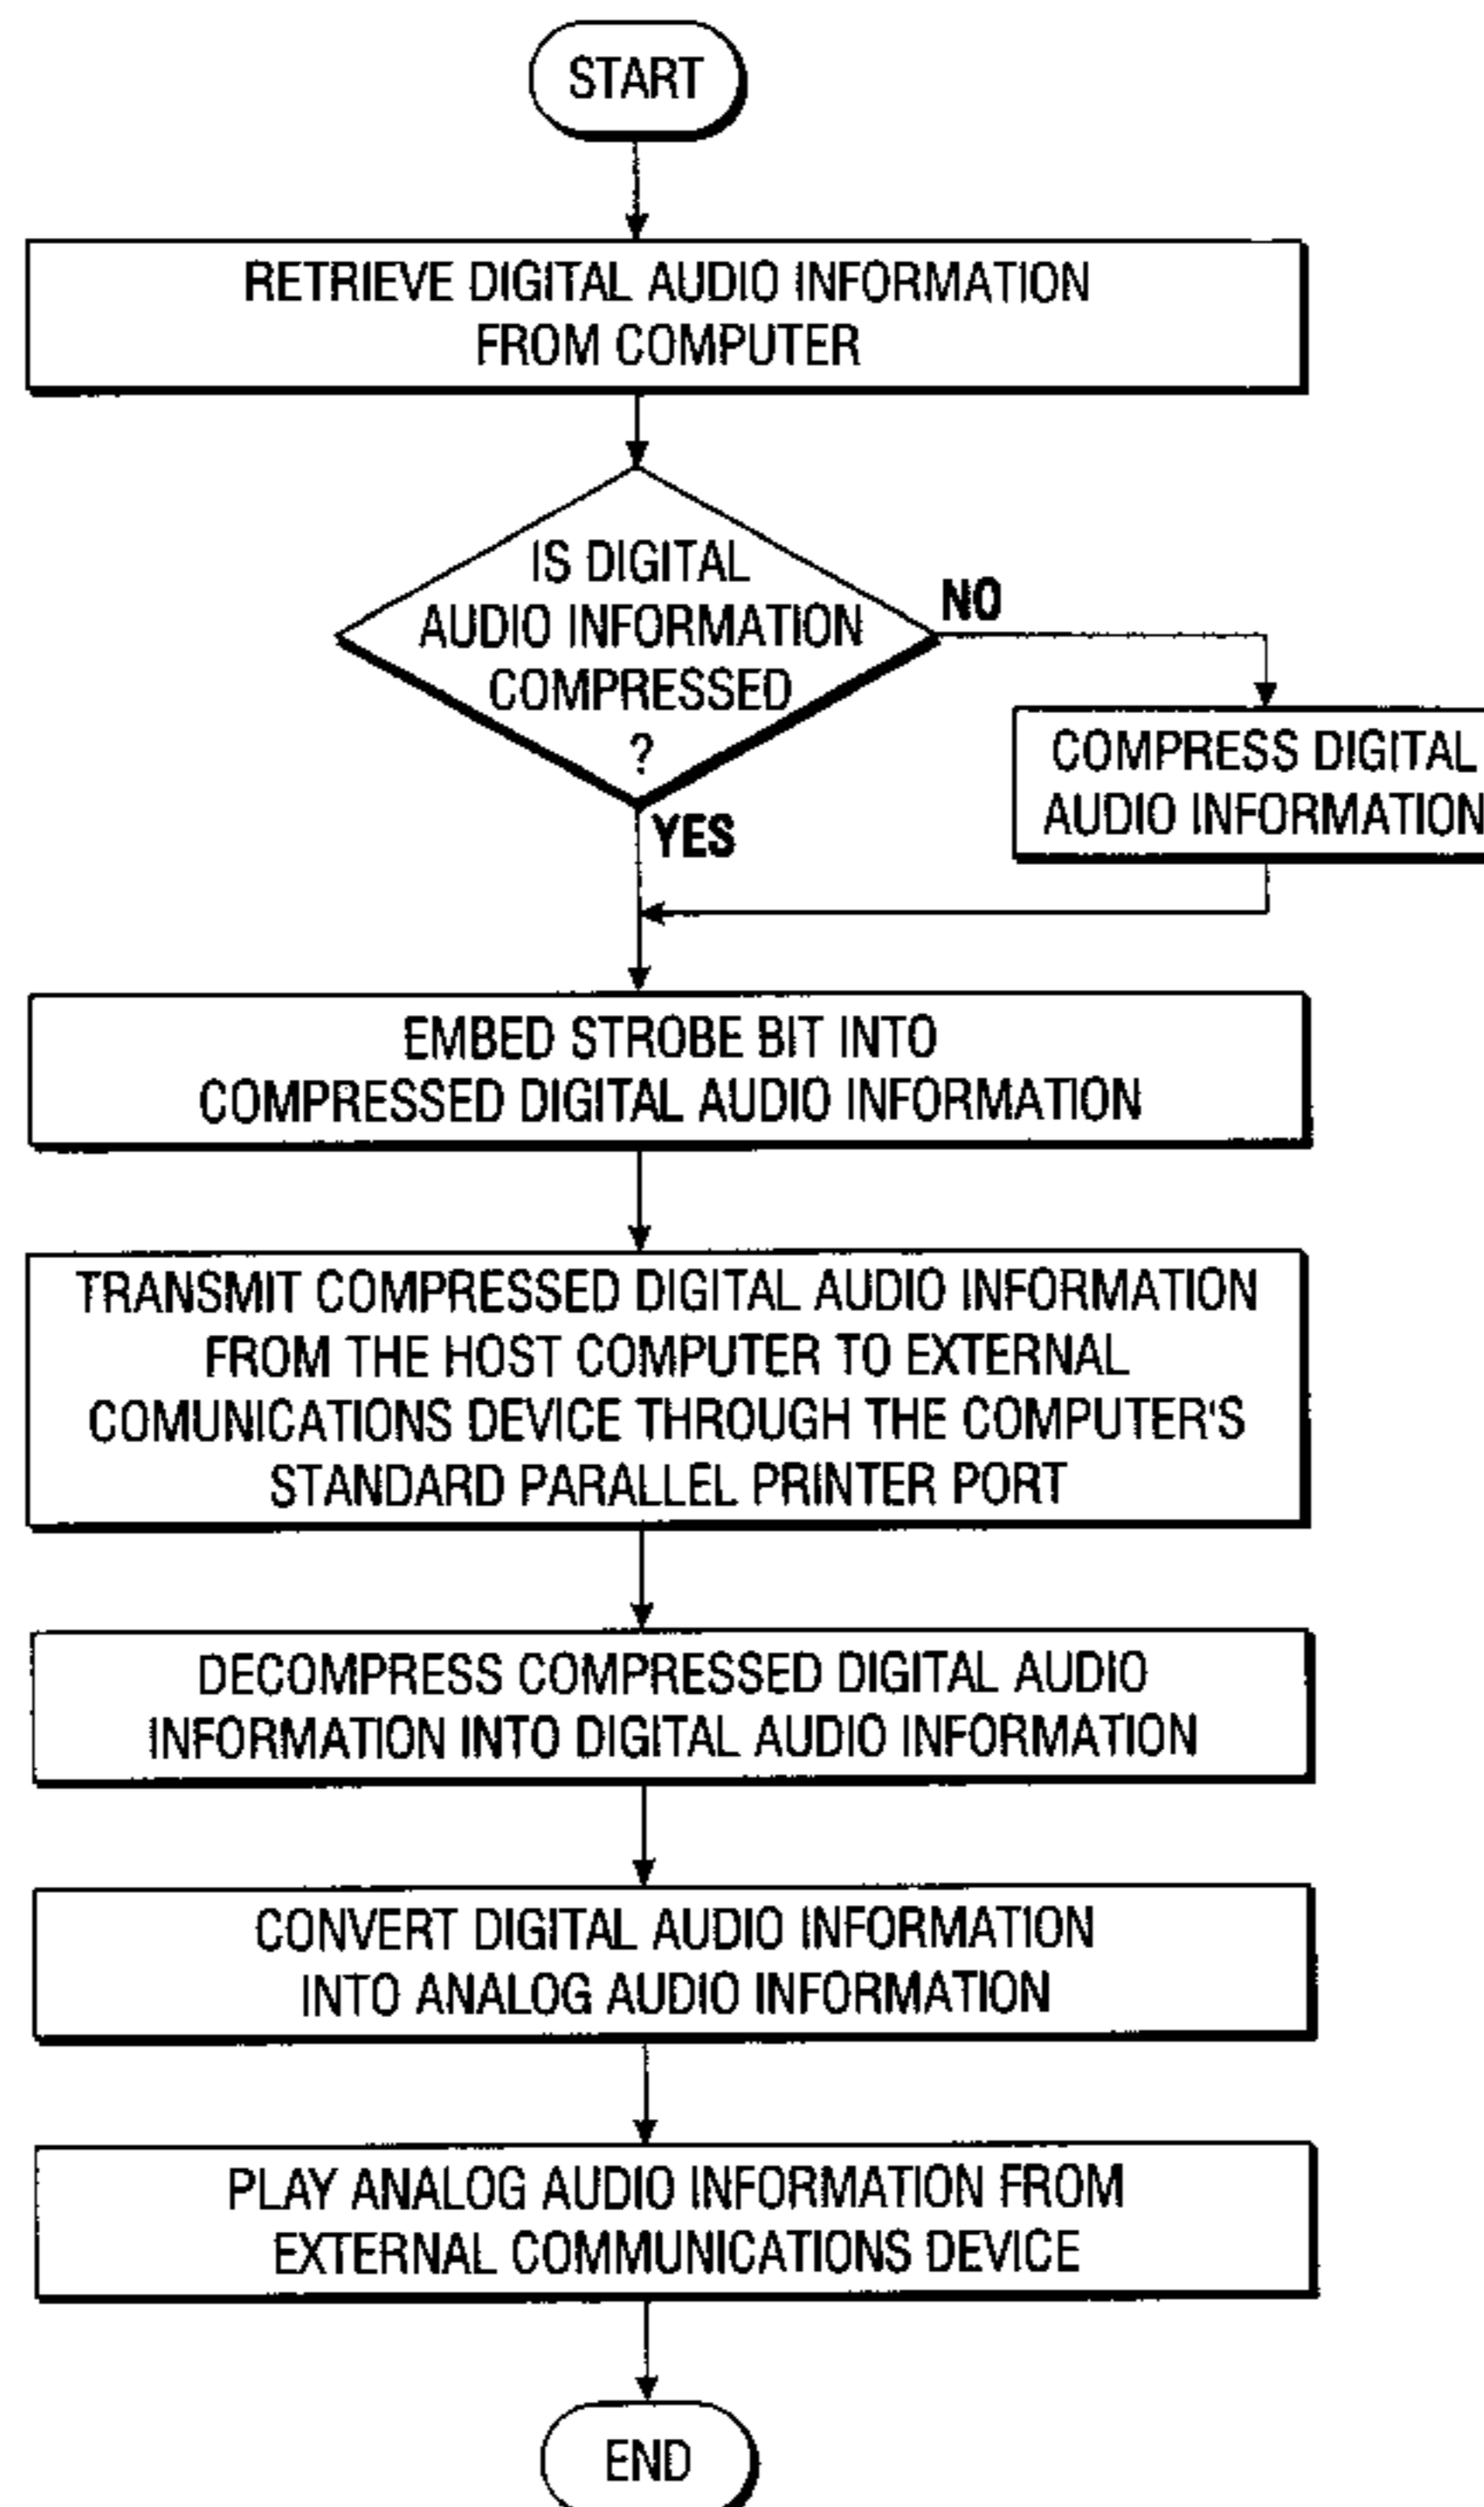 START
RETRIEVE DIGITAL AUDIO INFORMATION
FROM COMPUTER
IS DIGITAL
AUDIO INFORMATION
COMPRESSED
?
NO
COMPRESS DIGITAL
AUDIO INFORMATION
YES
EMBED STROBE BIT INTO
COMPRESSED DIGITAL AUDIO INFORMATION
TRANSMIT COMPRESSED DIGITAL AUDIO INFORMATION
FROM THE HOST COMPUTER TO EXTERNAL
COMUNICATIONS DEVICE THROUGH THE COMPUTER'S
STANDARD PARALLEL PRINTER PORT
DECOMPRESS COMPRESSED DIGITAL AUDIO
INFORMATION INTO DIGITAL AUDIO INFORMATION
CONVERT DIGITAL AUDIO INFORMATION
INTO ANALOG AUDIO INFORMATION
PLAY ANALOG AUDIO INFORMATION FROM
EXTERNAL COMMUNICATIONS DEVICE
END